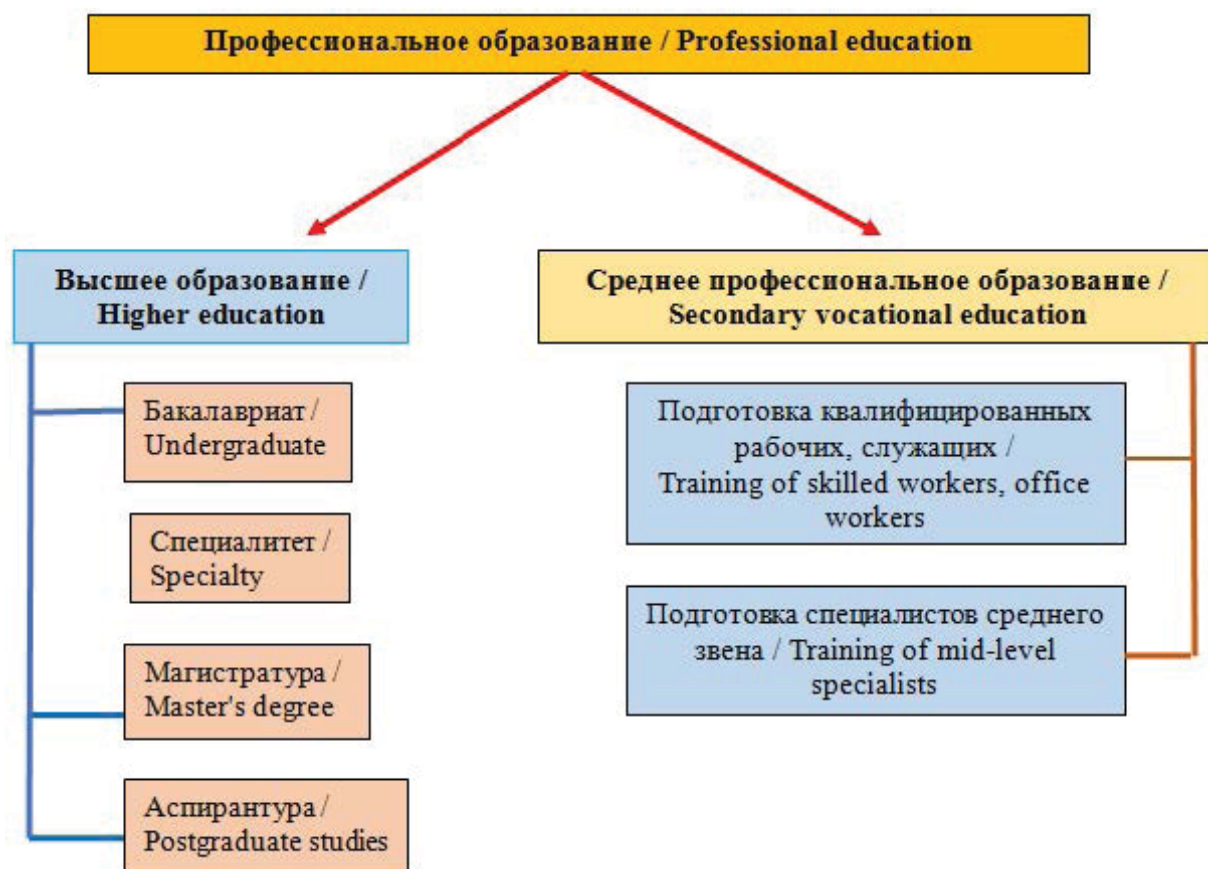 Профессиональное образование / Professional education
Высшее образование /
Higher education
Бакалавриат /
Undergraduate
Специалитет /
Specialty
Магистратура /
Master's degree
Аспирантура /
Postgraduate studies
Среднее профессиональное образование /
Secondary vocational education
Подготовка квалифицированных
рабочих, служащих /
Training of skilled workers, office
workers
Подготовка специалистов среднего
звена / Training of mid-level
specialists